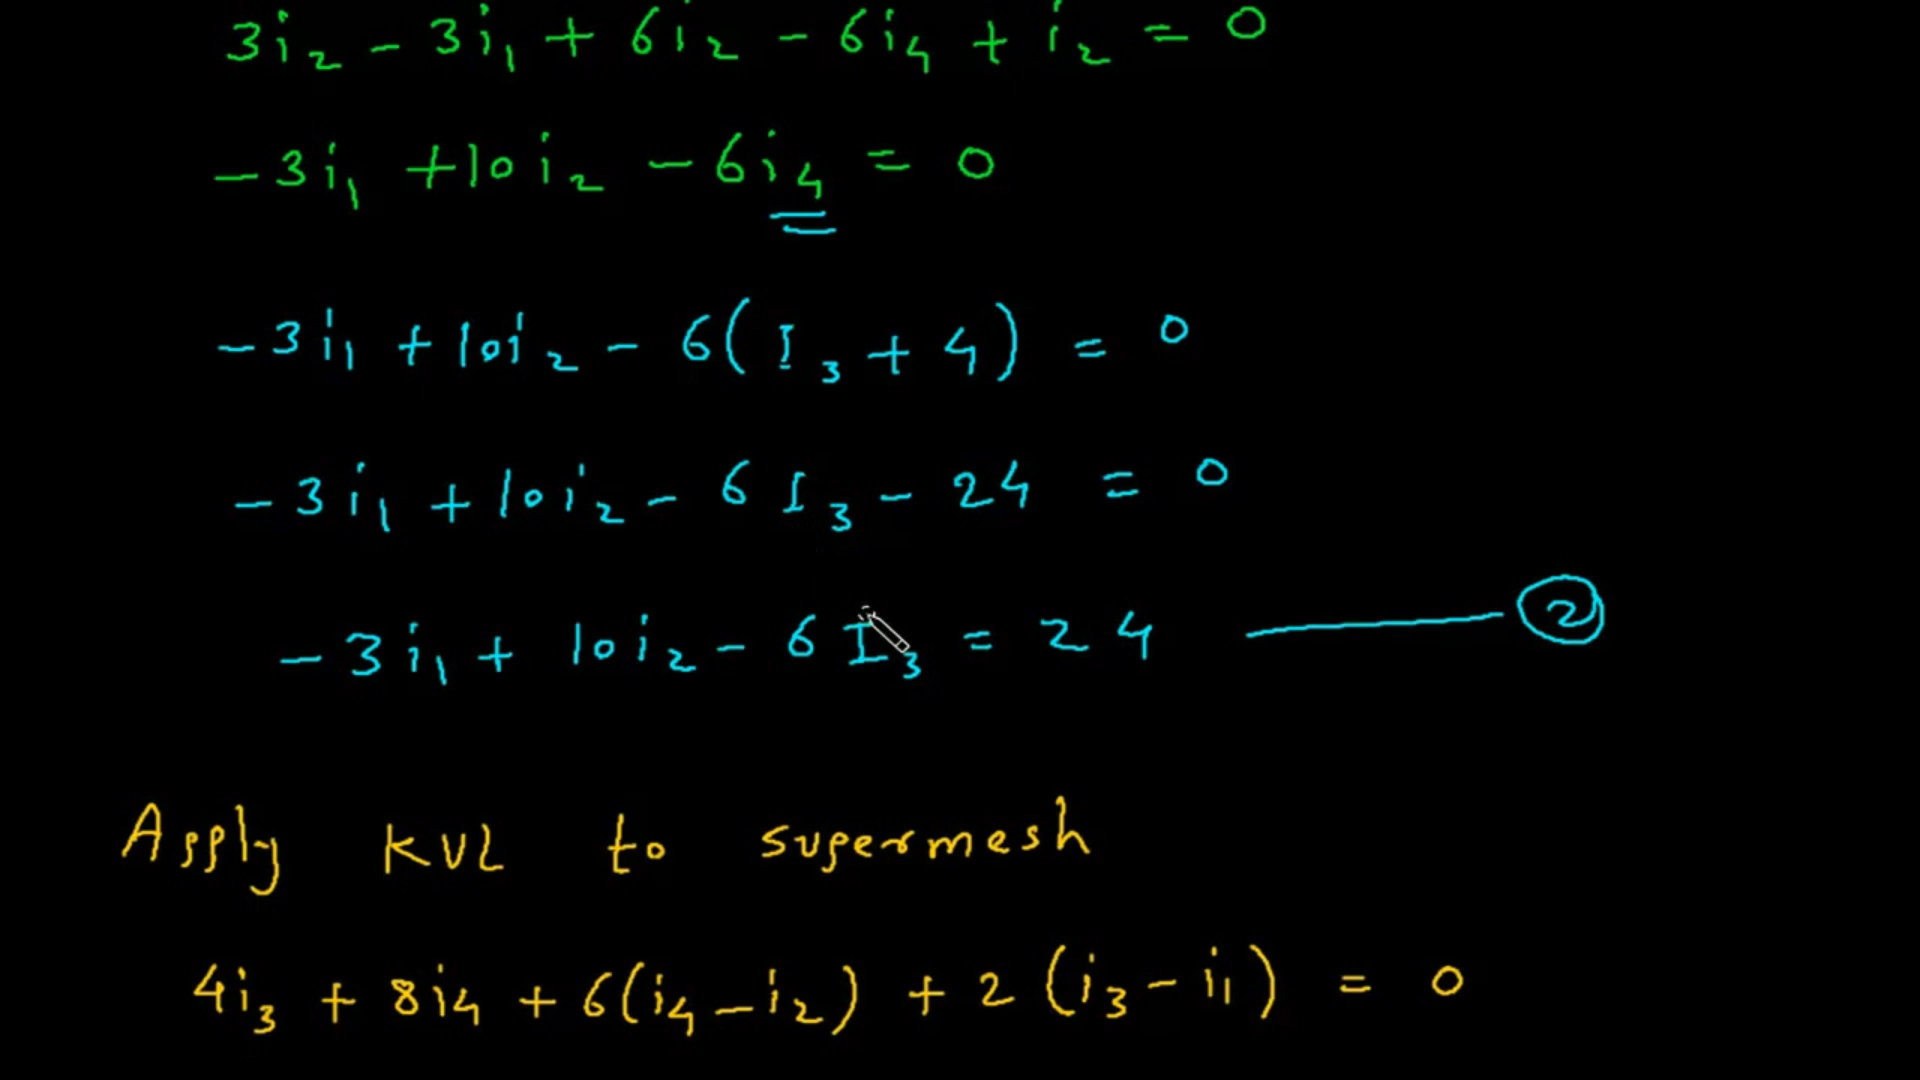 3i₂ - 3i₁ + 6i₂ - 6i₄ + i₂ = 0
-3i₁ + 10i₂ - 6i₄ = 0
-3i₁ + 10i₂ - 6(I₃ + 4) = 0
-3i₁ + 10i₂ - 6I₃ - 24 = 0
-3i₁ + 10i₂ - 6I₃ = 24 —— ②
Apply KVL to supermesh
4i₃ + 8i₄ + 6(i₄ - i₂) + 2(i₃ - i₁) = 0